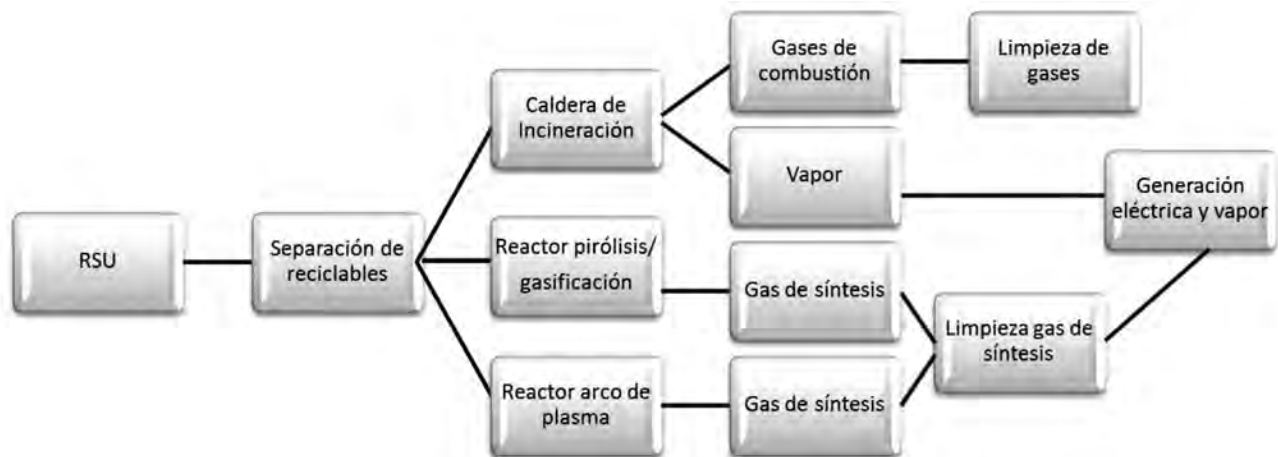 RSU
Separación de
reciclables
Caldera de
Incineración
Reactor pirólisis/
gasificación
Reactor arco de
plasma
Gases de
combustión
Vapor
Gas de síntesis
Gas de síntesis
Limpieza de
gases
Limpieza gas de
síntesis
Generación
eléctrica y vapor